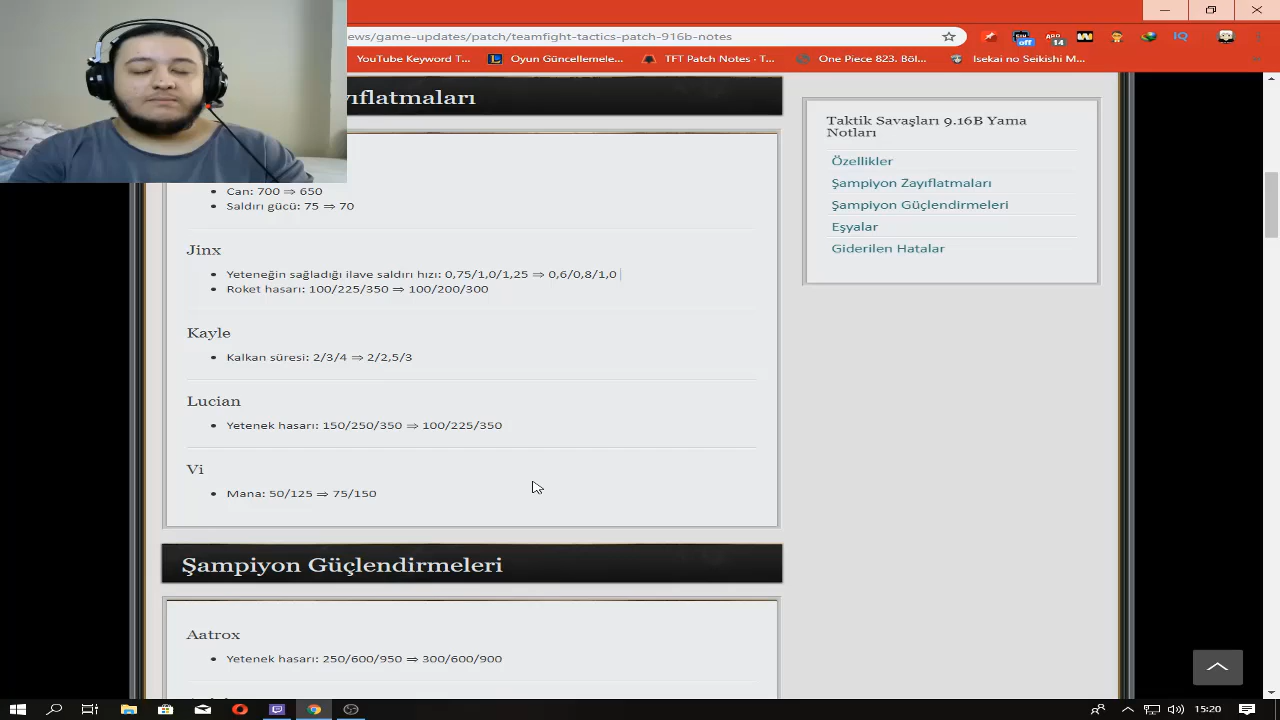 ews/game-updates/patch/teamfight-tactics-patch-916b-notes
off
14
IQ
YouTube Keyword T...
Oyun Güncellemele...
TFT Patch Notes - T...
One Piece 823. Böl...
Isekai no Seikishi M...
yıflatmaları
Can: 700 ⇒ 650
Saldırı gücü: 75 ⇒ 70
Jinx
Yeteneğin sağladığı ilave saldırı hızı: 0,75/1,0/1,25 ⇒ 0,6/0,8/1,0
Roket hasarı: 100/225/350 ⇒ 100/200/300
Kayle
Kalkan süresi: 2/3/4 ⇒ 2/2,5/3
Lucian
Yetenek hasarı: 150/250/350 ⇒ 100/225/350
Vi
Mana: 50/125 ⇒ 75/150
Şampiyon Güçlendirmeleri
Aatrox
Yetenek hasarı: 250/600/950 ⇒ 300/600/900
Taktik Savaşları 9.16B Yama
Notları
Özellikler
Şampiyon Zayıflatmaları
Şampiyon Güçlendirmeleri
Eşyalar
Giderilen Hatalar
15:20